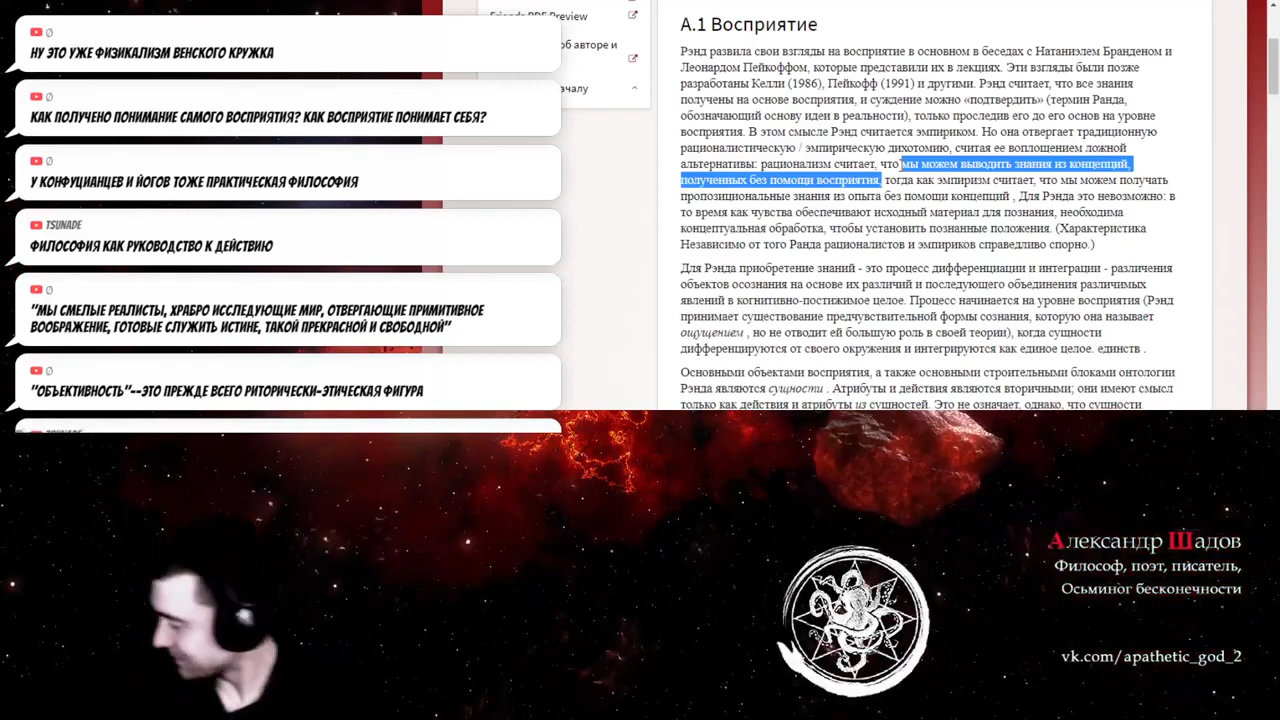 Ø
НУ ЭТО УЖЕ ФИЗИКАЛИЗМ ВЕНСКОГО КРУЖКА
Ø
КАК ПОЛУЧЕНО ПОНИМАНИЕ САМОГО ВОСПРИЯТИЯ? КАК ВОСПРИЯТИЕ ПОНИМАЕТ СЕБЯ?
Ø
У КОНФУЦИАНЦЕВ И ЙОГОВ ТОЖЕ ПРАКТИЧЕСКАЯ ФИЛОСОФИЯ
TSUNADE
ФИЛОСОФИЯ КАК РУКОВОДСТВО К ДЕЙСТВИЮ
Ø
"МЫ СМЕЛЫЕ РЕАЛИСТЫ, ХРАБРО ИССЛЕДУЮЩИЕ МИР, ОТВЕРГАЮЩИЕ ПРИМИТИВНОЕ
ВООБРАЖЕНИЕ, ГОТОВЫЕ СЛУЖИТЬ ИСТИНЕ, ТАКОЙ ПРЕКРАСНОЙ И СВОБОДНОЙ"
Ø
"ОБЪЕКТИВНОСТЬ"--ЭТО ПРЕЖДЕ ВСЕГО РИТОРИЧЕСКИ-ЭТИЧЕСКАЯ ФИГУРА
Friends PDF Preview
об авторе и
началу
А.1 Восприятие
Рэнд развила свои взгляды на восприятие в основном в беседах с Натаниэлем Бранденом и
Леонардом Пейкоффом, которые представили их в лекциях. Эти взгляды были позже
разработаны Келли (1986), Пейкофф (1991) и другими. Рэнд считает, что все знания
получены на основе восприятия, и суждение можно «подтвердить» (термин Ранда,
обозначающий основу идеи в реальности), только проследив его до его основ на уровне
восприятия. В этом смысле Рэнд считается эмпириком. Но она отвергает традиционную
рационалистическую / эмпирическую дихотомию, считая ее воплощением ложной
альтернативы: рационализм считает, что мы можем выводить знания из концепций,
полученных без помощи восприятия, тогда как эмпиризм считает, что мы можем получать
пропозициональные знания из опыта без помощи концепций , Для Рэнда это невозможно: в
то время как чувства обеспечивают исходный материал для познания, необходима
концептуальная обработка, чтобы установить познанные положения. (Характеристика
Независимо от того Ранда рационалистов и эмпириков справедливо спорно.)
Для Рэнда приобретение знаний - это процесс дифференциации и интеграции - различения
объектов осознания на основе их различий и последующего объединения различимых
явлений в когнитивно-постижимое целое. Процесс начинается на уровне восприятия (Рэнд
принимает существование предчувствительной формы сознания, которую она называет
ощущением , но не отводит ей большую роль в своей теории), когда сущности
дифференцируются от своего окружения и интегрируются как единое целое. единств .
Основными объектами восприятия, а также основными строительными блоками онтологии
Рэнда являются сущности . Атрибуты и действия являются вторичными; они имеют смысл
только как действия и атрибуты из сущностей. Это не означает, однако, что сущности
Александр Шадов
Философ, поэт, писатель,
Осьминог бесконечности
vk.com/apathetic_god_2